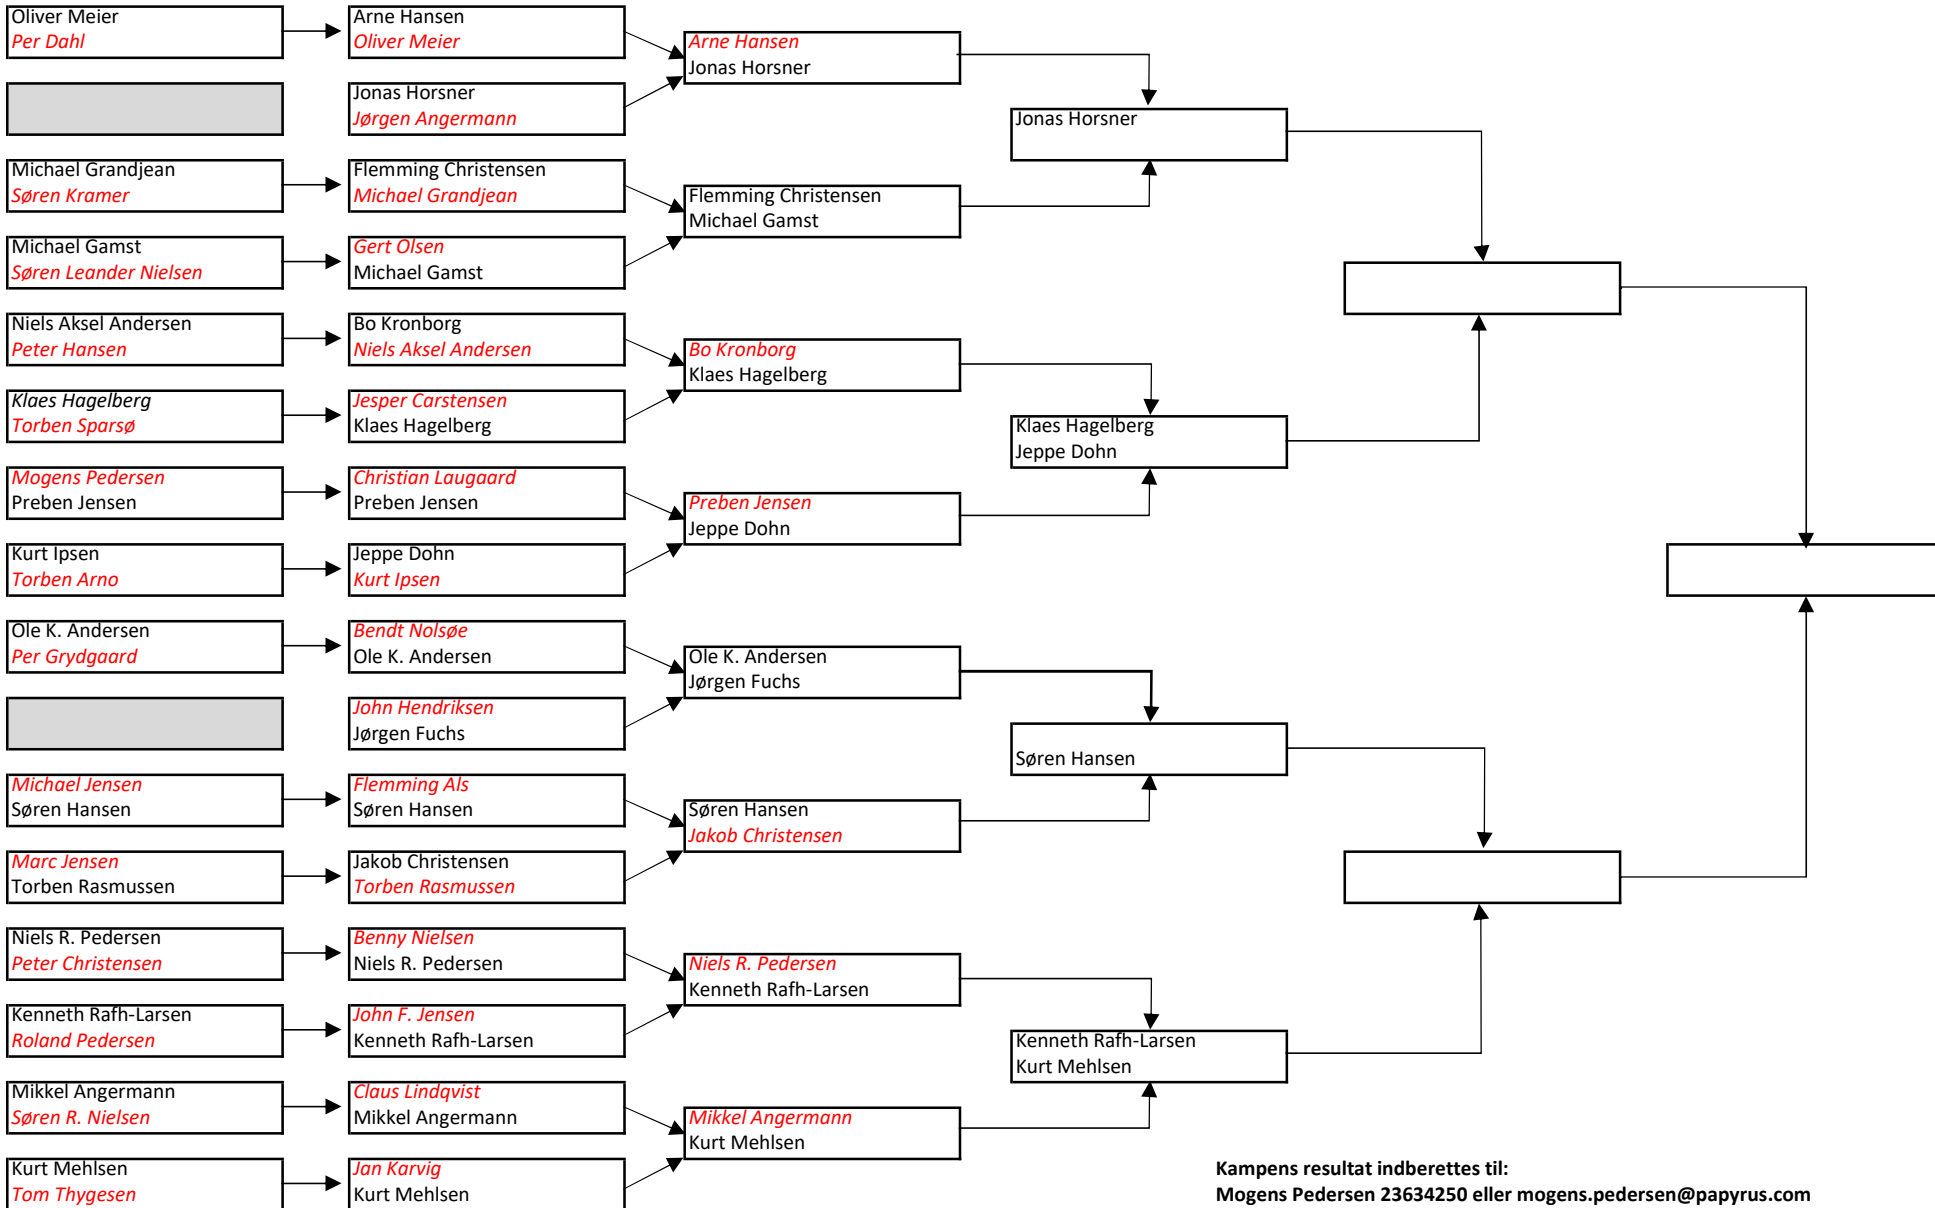 Oliver Meier
Per Dahl
Michael Grandjean
Søren Kramer
Michael Gamst
Søren Leander Nielsen
Niels Aksel Andersen
Peter Hansen
Klaes Hagelberg
Torben Sparsø
Mogens Pedersen
Preben Jensen
Kurt Ipsen
Torben Arno
Ole K. Andersen
Per Grydgaard
Michael Jensen
Søren Hansen
Marc Jensen
Torben Rasmussen
Niels R. Pedersen
Peter Christensen
Kenneth Rafh-Larsen
Roland Pedersen
Mikkel Angermann
Søren R. Nielsen
Kurt Mehlsen
Tom Thygesen
Arne Hansen
Oliver Meier
Jonas Horsner
Jørgen Angermann
Flemming Christensen
Michael Grandjean
Gert Olsen
Michael Gamst
Bo Kronborg
Niels Aksel Andersen
Jesper Carstensen
Klaes Hagelberg
Christian Laugaard
Preben Jensen
Jeppe Dohn
Kurt Ipsen
Bendt Nolsøe
Ole K. Andersen
John Hendriksen
Jørgen Fuchs
Flemming Als
Søren Hansen
Jakob Christensen
Torben Rasmussen
Benny Nielsen
Niels R. Pedersen
John F. Jensen
Kenneth Rafh-Larsen
Claus Lindqvist
Mikkel Angermann
Jan Karvig
Kurt Mehlsen
Arne Hansen
Jonas Horsner
Flemming Christensen
Michael Gamst
Bo Kronborg
Klaes Hagelberg
Preben Jensen
Jeppe Dohn
Ole K. Andersen
Jørgen Fuchs
Søren Hansen
Jakob Christensen
Niels R. Pedersen
Kenneth Rafh-Larsen
Mikkel Angermann
Kurt Mehlsen
Jonas Horsner
Klaes Hagelberg
Jeppe Dohn
Søren Hansen
Kenneth Rafh-Larsen
Kurt Mehlsen
Kampens resultat indberettes til:
Mogens Pedersen 23634250 eller mogens.pedersen@papyrus.com